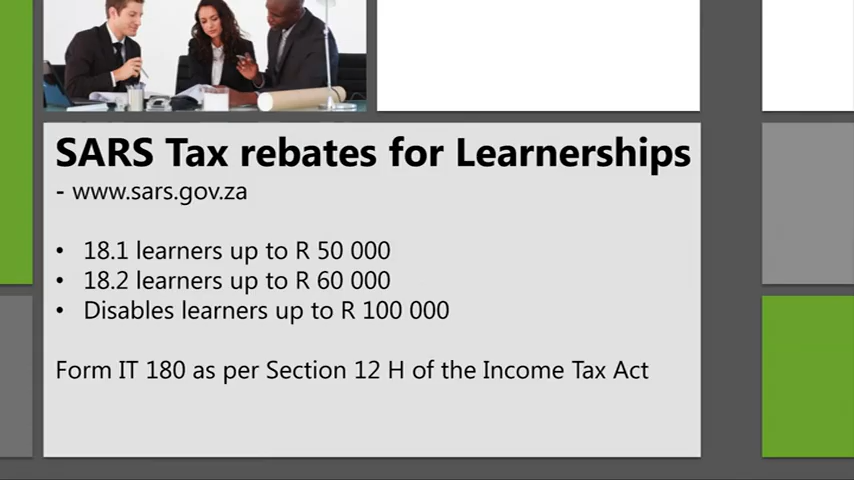 SARS Tax rebates for Learnerships
- www.sars.gov.za
• 18.1 learners up to R 50 000
• 18.2 learners up to R 60 000
• Disables learners up to R 100 000
Form IT 180 as per Section 12 H of the Income Tax Act